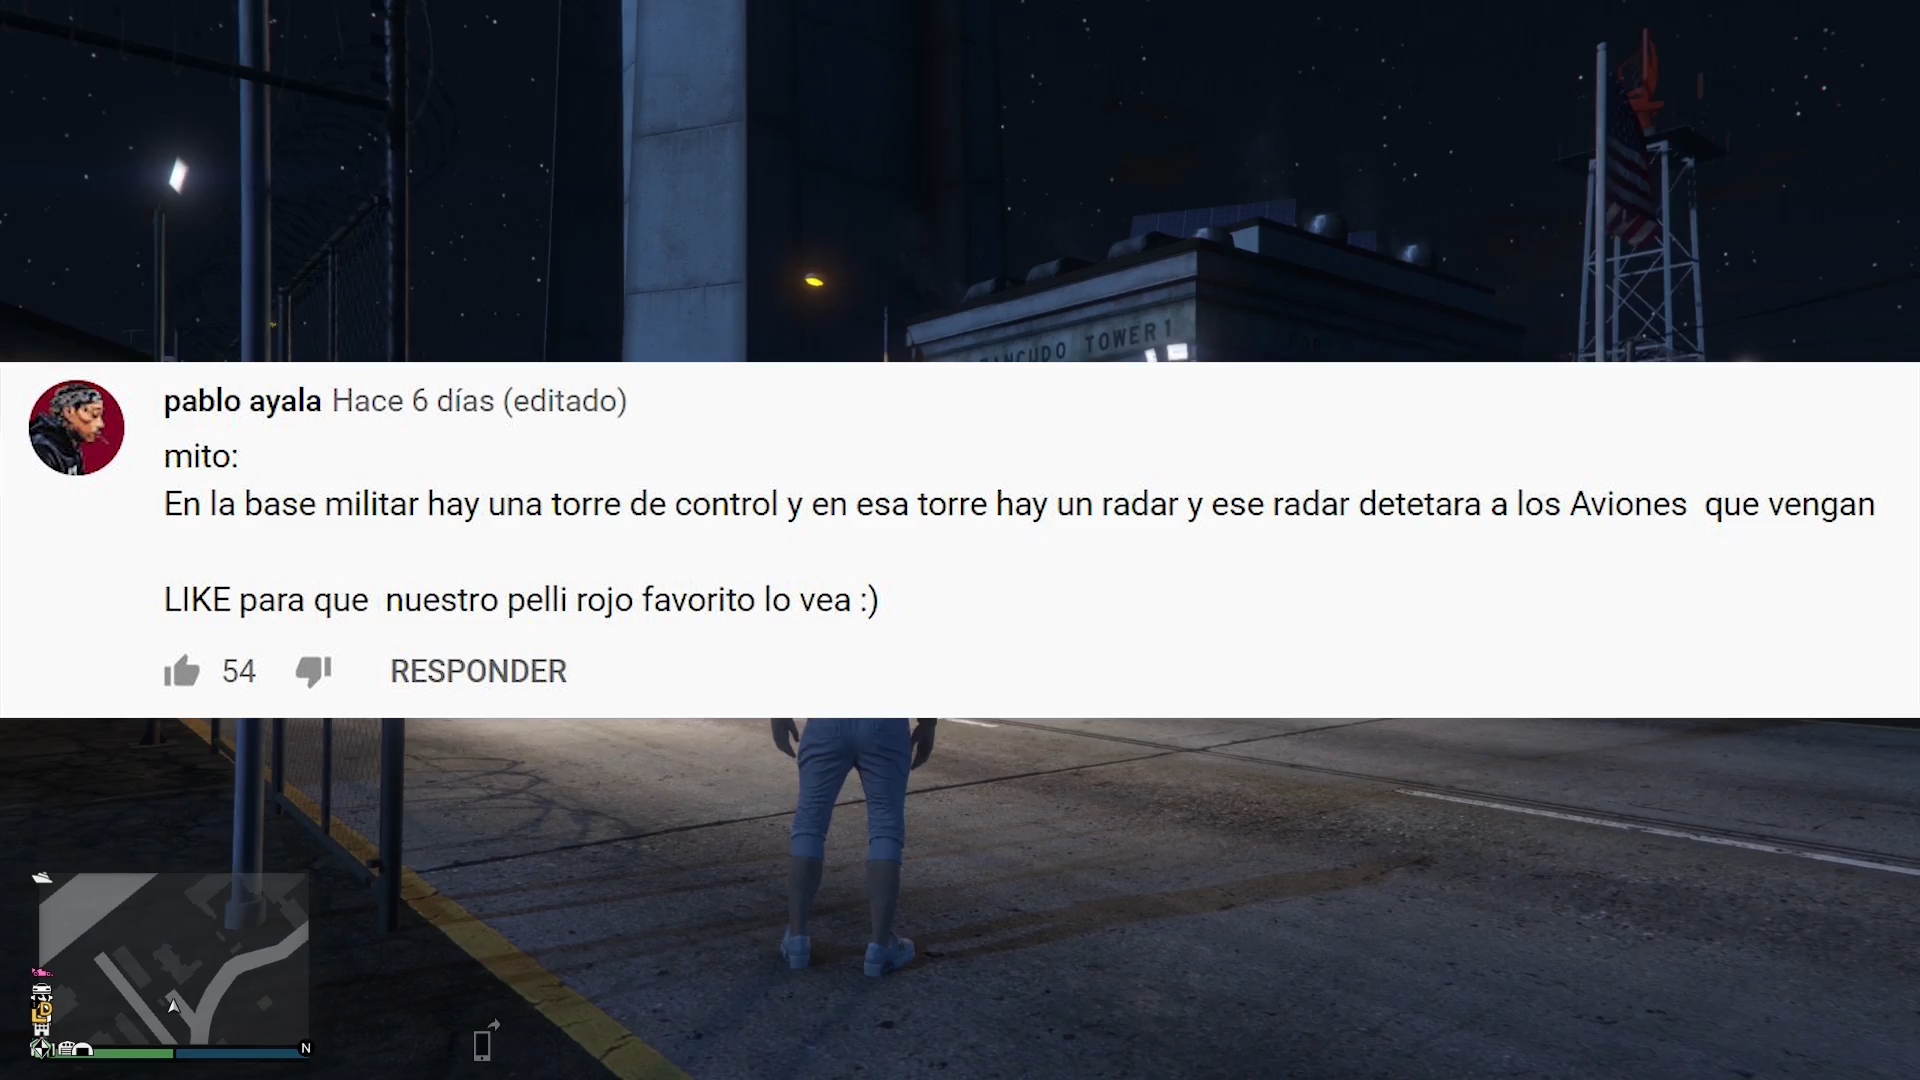 TOWER 1
pablo ayala Hace 6 días (editado)
mito:
En la base militar hay una torre de control y en esa torre hay un radar y ese radar detetara a los Aviones que vengan
LIKE para que nuestro pelli rojo favorito lo vea :)
54 RESPONDER
N